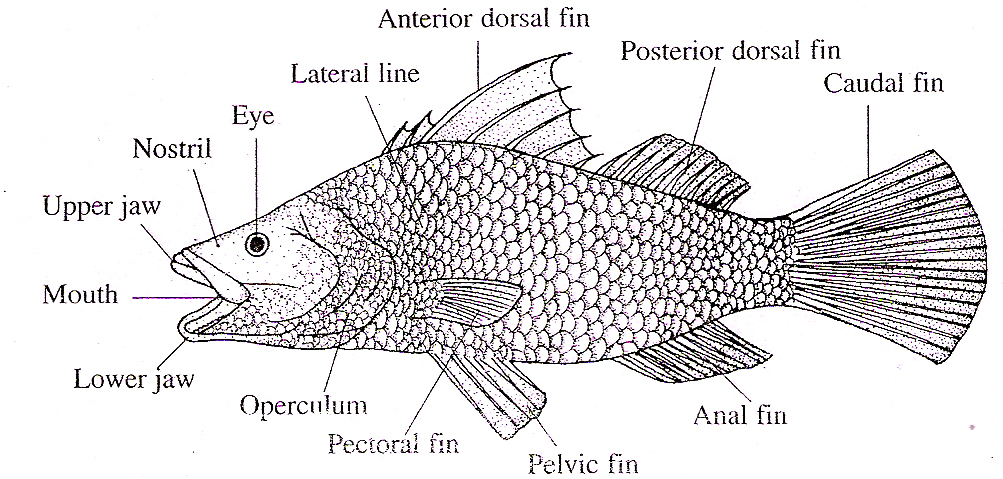 Anterior dorsal fin
Posterior dorsal fin
Lateral line
Caudal fin
Eye
Nostril
Upper jaw
Mouth
Lower jaw
Operculum
Anal fin
Pectoral fin
Pelvic fin